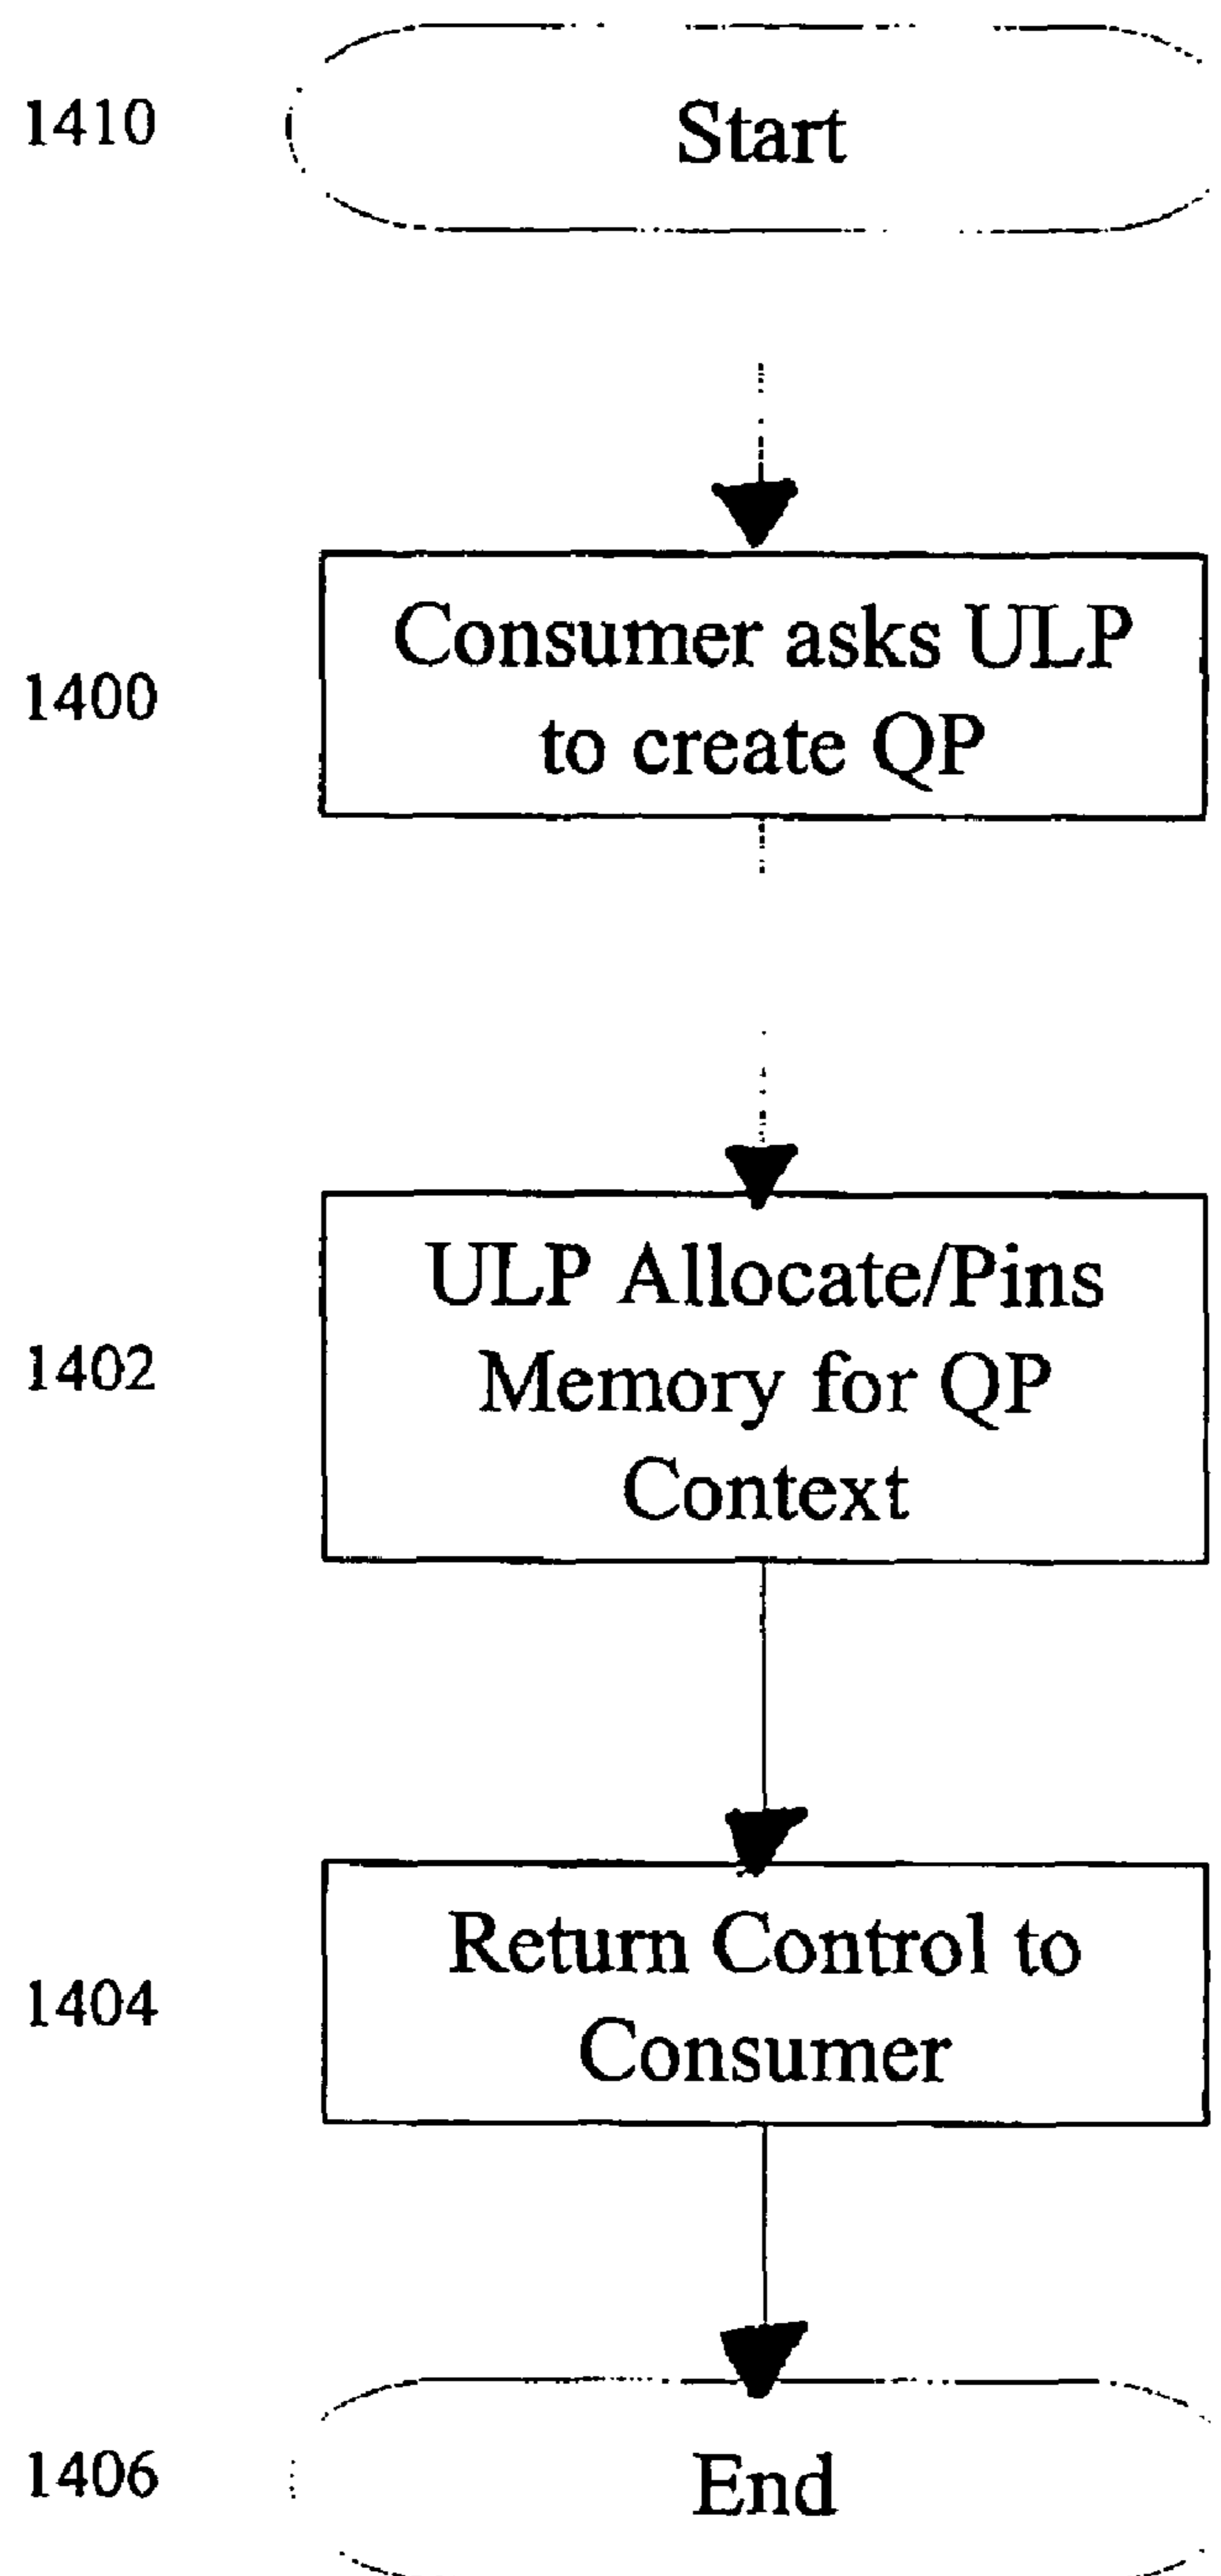 1410
Start
1400
Consumer asks ULP
to create QP
1402
ULP Allocate/Pins
Memory for QP
Context
1404
Return Control to
Consumer
1406
End